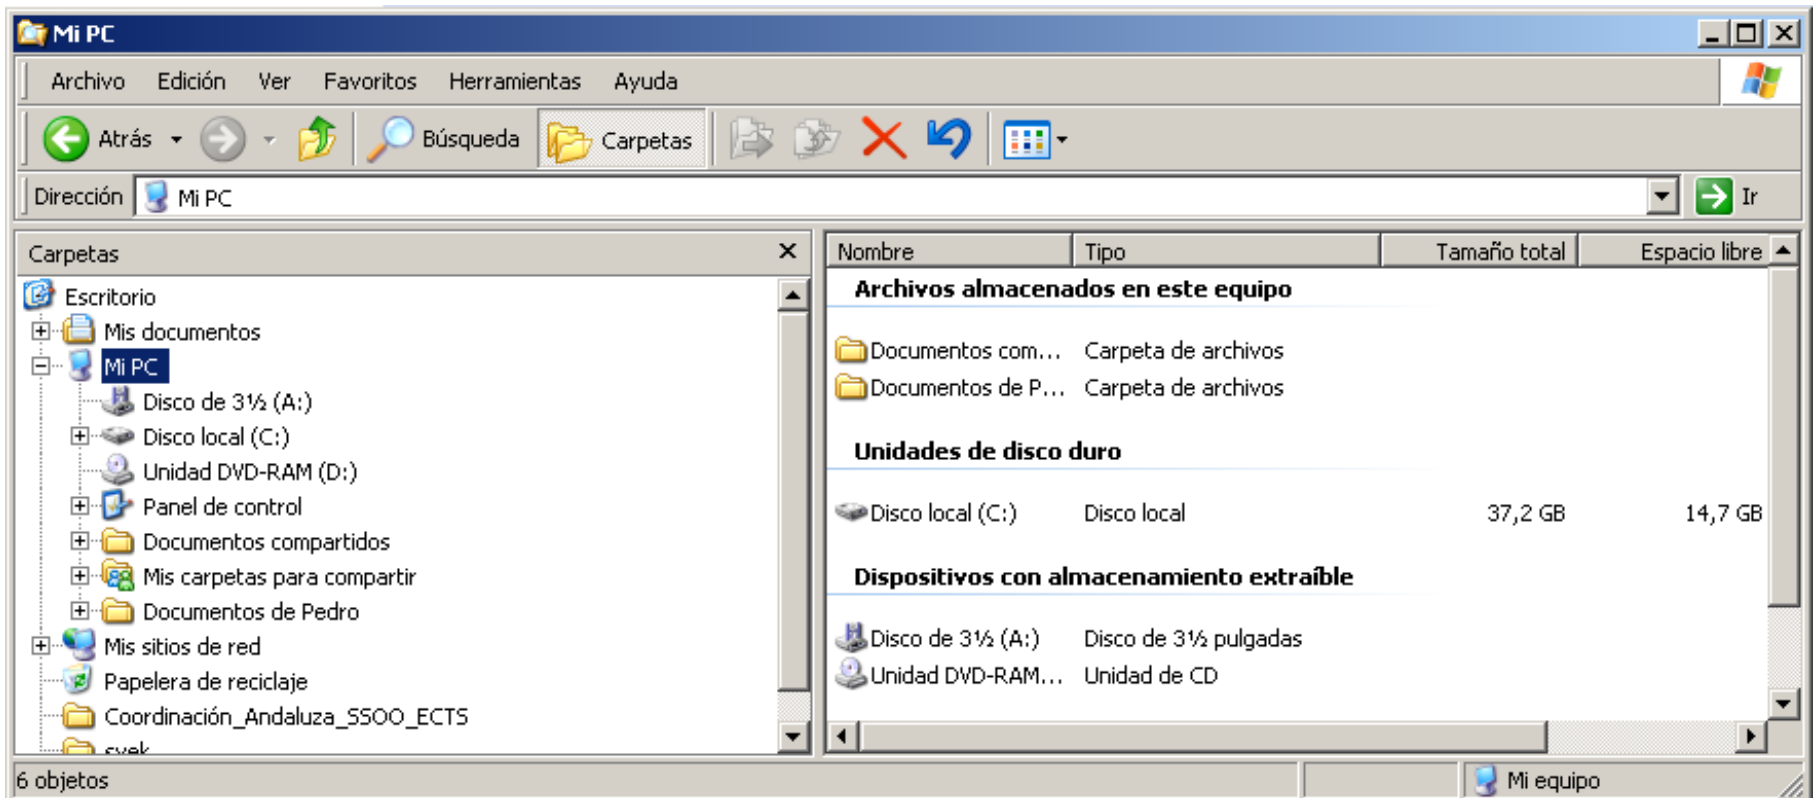 Mi PC
Archivo Edición Ver Favoritos Herramientas Ayuda
Atrás Búsqueda Carpetas
Dirección Mi PC Ir
Carpetas
Escritorio
Mis documentos
Mi PC
Disco de 3½ (A:)
Disco local (C:)
Unidad DVD-RAM (D:)
Panel de control
Documentos compartidos
Mis carpetas para compartir
Documentos de Pedro
Mis sitios de red
Papelera de reciclaje
Coordinación_Andaluza_SSOO_ECTS
Nombre Tipo Tamaño total Espacio libre
Archivos almacenados en este equipo
Documentos com... Carpeta de archivos
Documentos de P... Carpeta de archivos
Unidades de disco duro
Disco local (C:) Disco local 37,2 GB 14,7 GB
Dispositivos con almacenamiento extraíble
Disco de 3½ (A:) Disco de 3½ pulgadas
Unidad DVD-RAM... Unidad de CD
6 objetos Mi equipo